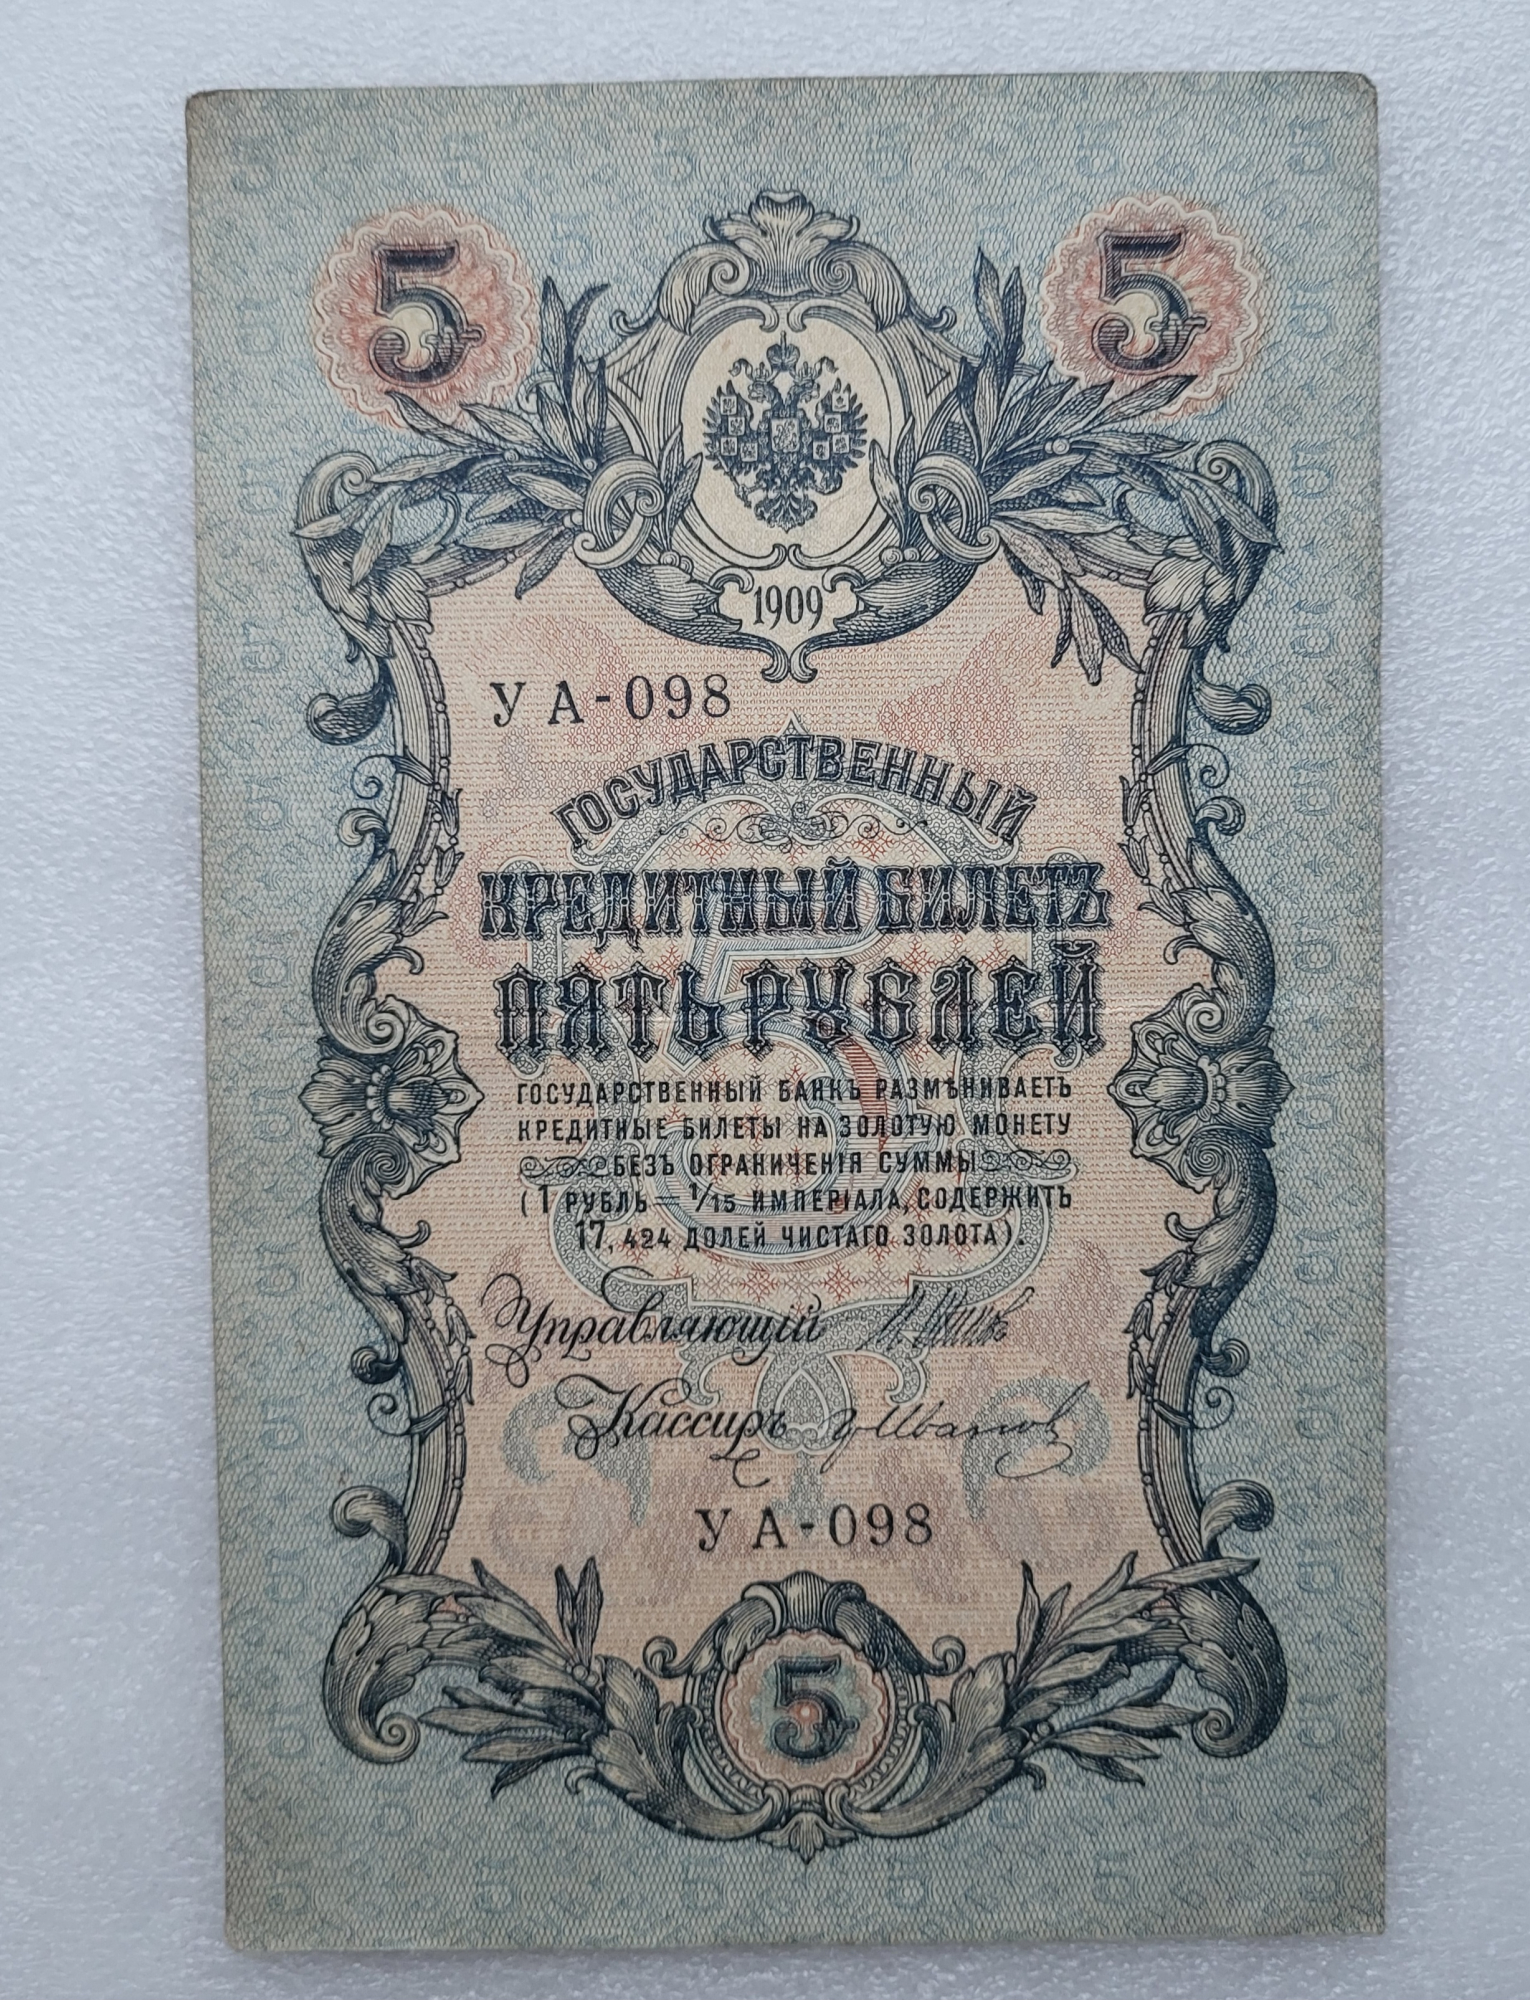 5 5
1909
УА-098
ГОСУДАРСТВЕННЫЙ
КРЕДИТНЫЙ БИЛЕТЪ
ПЯТЬ РУБЛЕЙ
ГОСУДАРСТВЕННЫЙ БАНКЪ РАЗМѢНИВАЕТЪ
КРЕДИТНЫЕ БИЛЕТЫ НА ЗОЛОТУЮ МОНЕТУ
БЕЗЪ ОГРАНИЧЕНІЯ СУММЫ
(1 РУБЛЬ = 1/15 ИМПЕРІАЛА, СОДЕРЖИТЪ
17,424 ДОЛЕЙ ЧИСТАГО ЗОЛОТА).
Управляющій
Кассиръ
УА-098
5